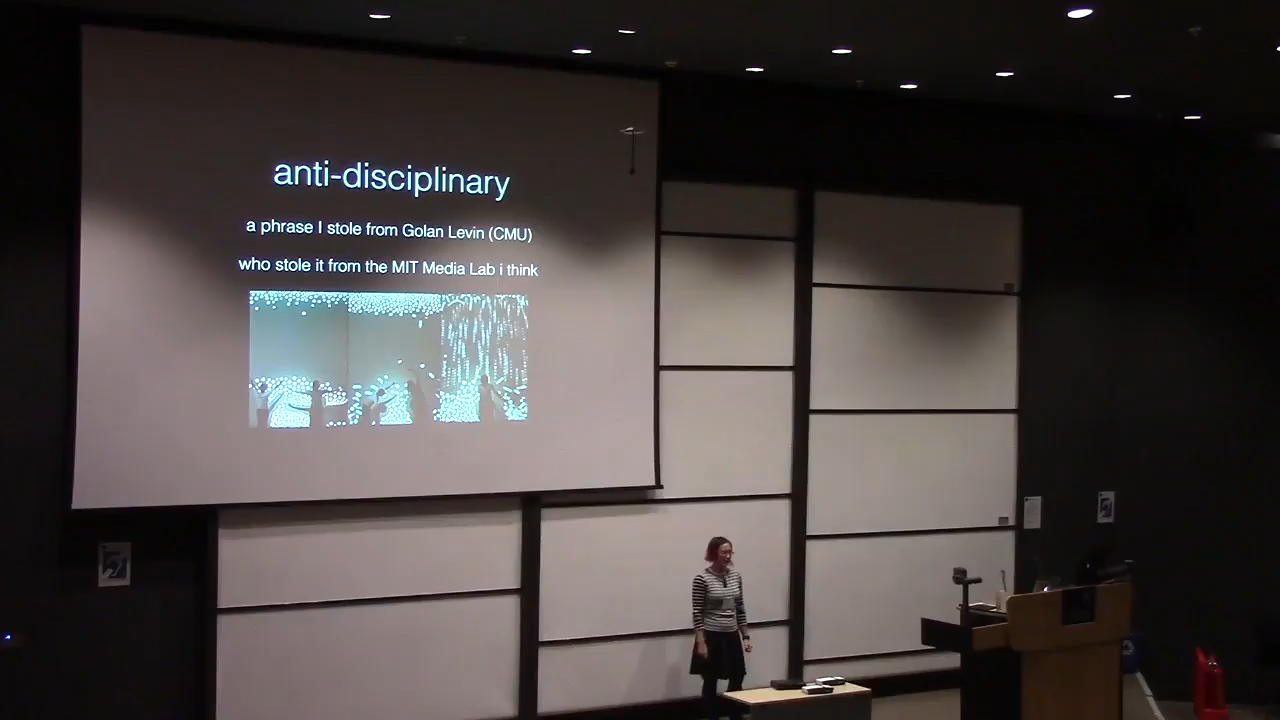 anti-disciplinary
a phrase I stole from Golan Levin (CMU)
who stole it from the MIT Media Lab i think